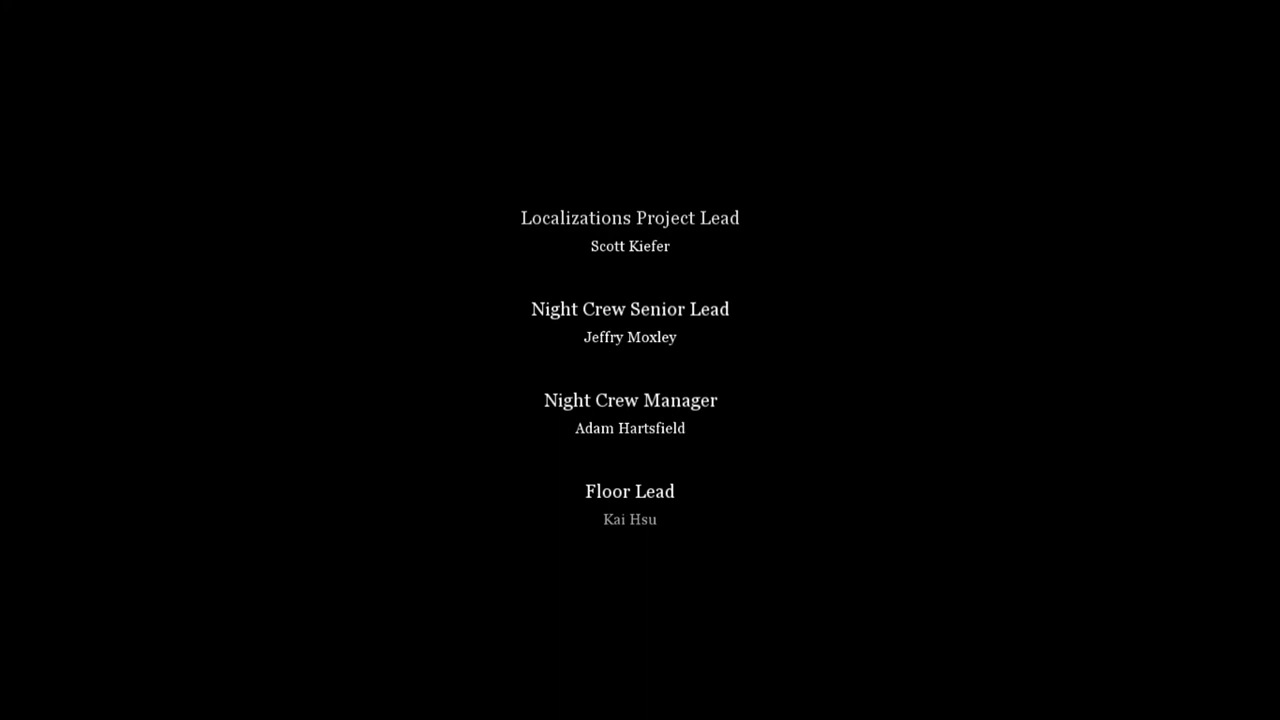 Localizations Project Lead
Scott Kiefer
Night Crew Senior Lead
Jeffry Moxley
Night Crew Manager
Adam Hartsfield
Floor Lead
Kai Hsu